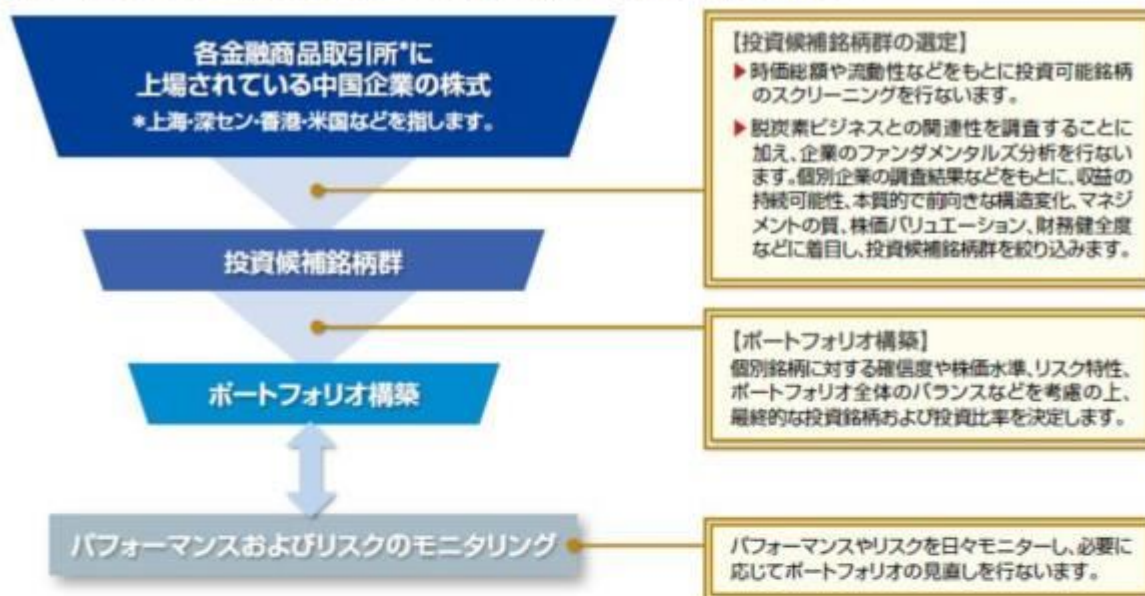 各金融商品取引所*に
上場されている中国企業の株式
*上海・深セン・香港・米国などを指します。
【投資候補銘柄群の選定】
▶時価総額や流動性などをもとに投資可能銘柄
のスクリーニングを行ないます。
▶脱炭素ビジネスとの関連性を調査することに
加え、企業のファンダメンタルズ分析を行ない
ます。個別企業の調査結果などをもとに、収益の
持続可能性、本質的で前向きな構造変化、マネジ
メントの質、株価バリュエーション、財務健全度
などに着目し、投資候補銘柄群を絞り込みます。
投資候補銘柄群
【ポートフォリオ構築】
個別銘柄に対する確信度や株価水準、リスク特性、
ポートフォリオ全体のバランスなどを考慮の上、
最終的な投資銘柄および投資比率を決定します。
ポートフォリオ構築
パフォーマンスおよびリスクのモニタリング
パフォーマンスやリスクを日々モニターし、必要に
応じてポートフォリオの見直しを行ないます。